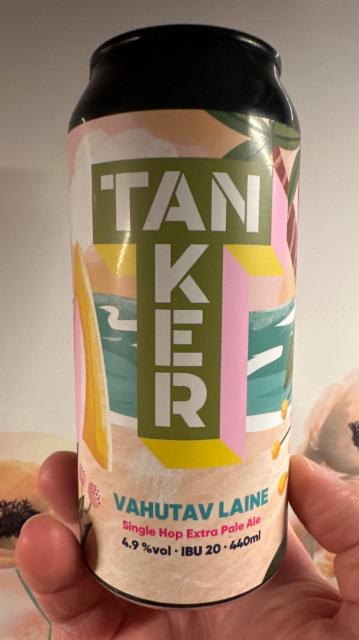 TAN
KER
VAHUTAV LAINE
Single Hop Extra Pale Ale
4.9 %vol · IBU 20 · 440ml